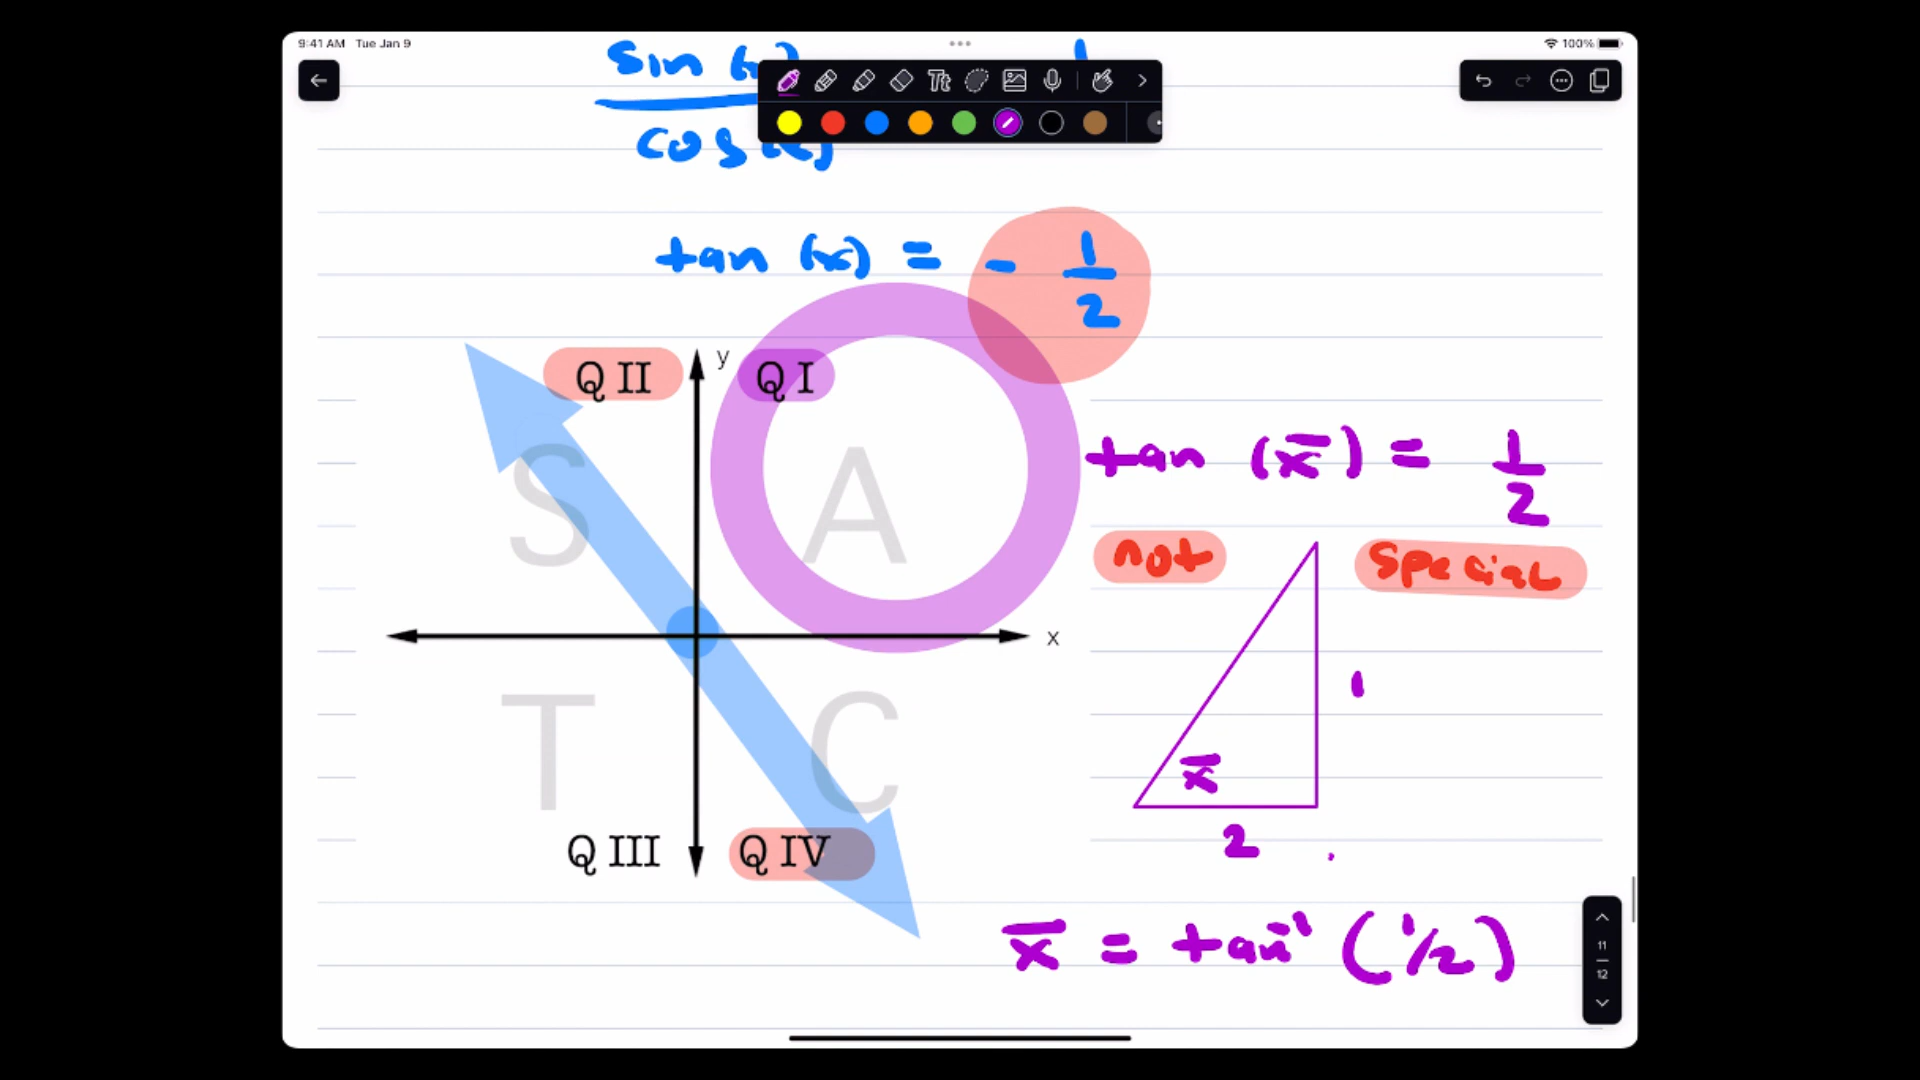 9:41 AM Tue Jan 9
100%
sin (x)
Tt
cos(x)
tan (x) = - 1/2
y
Q II
Q I
S
A
tan (x̅) = 1/2
not
special
x
1
T
C
x̅
2
Q III
Q IV
x̅ = tan⁻¹ (1/2)
11
12